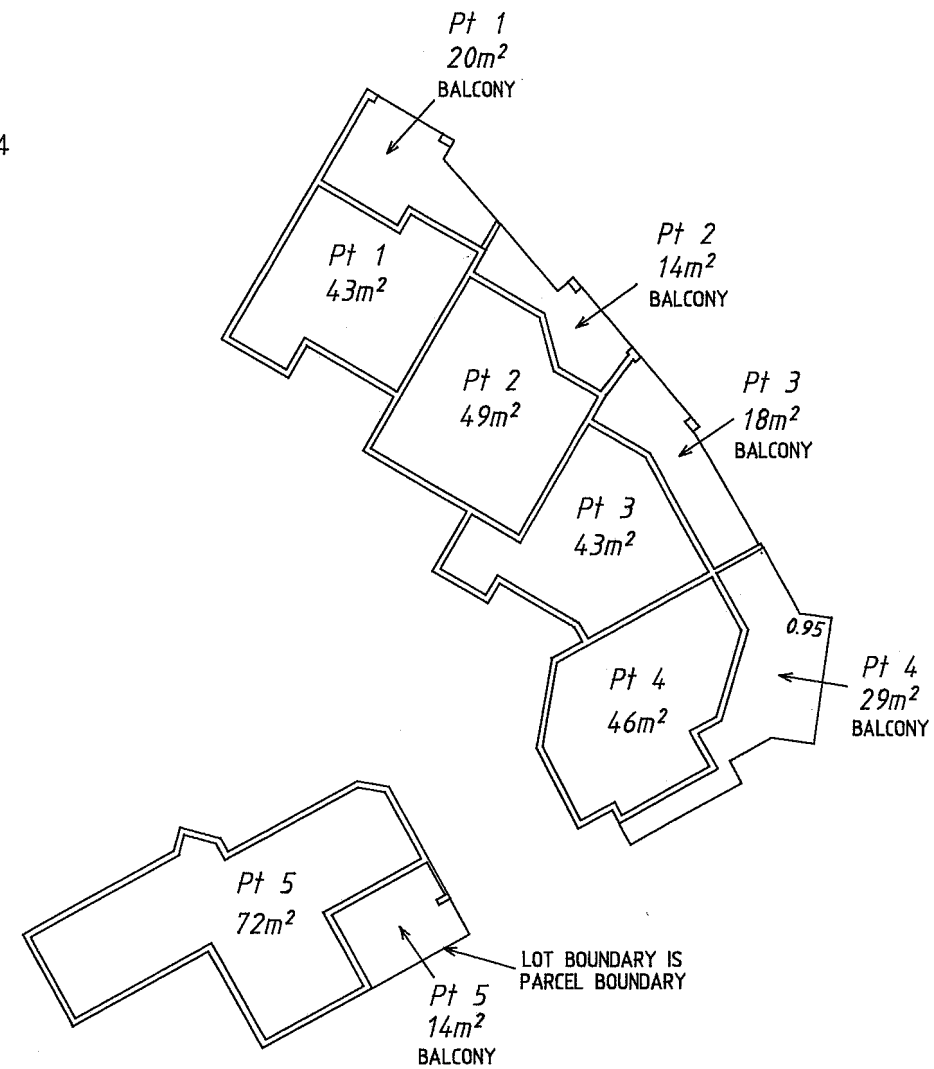 Pt 1
20m²
BALCONY
4
Pt 1
43m²
Pt 2
14m²
BALCONY
Pt 2
49m²
Pt 3
18m²
BALCONY
Pt 3
43m²
0.95
Pt 4
46m²
Pt 4
29m²
BALCONY
Pt 5
72m²
LOT BOUNDARY IS
PARCEL BOUNDARY
Pt 5
14m²
BALCONY